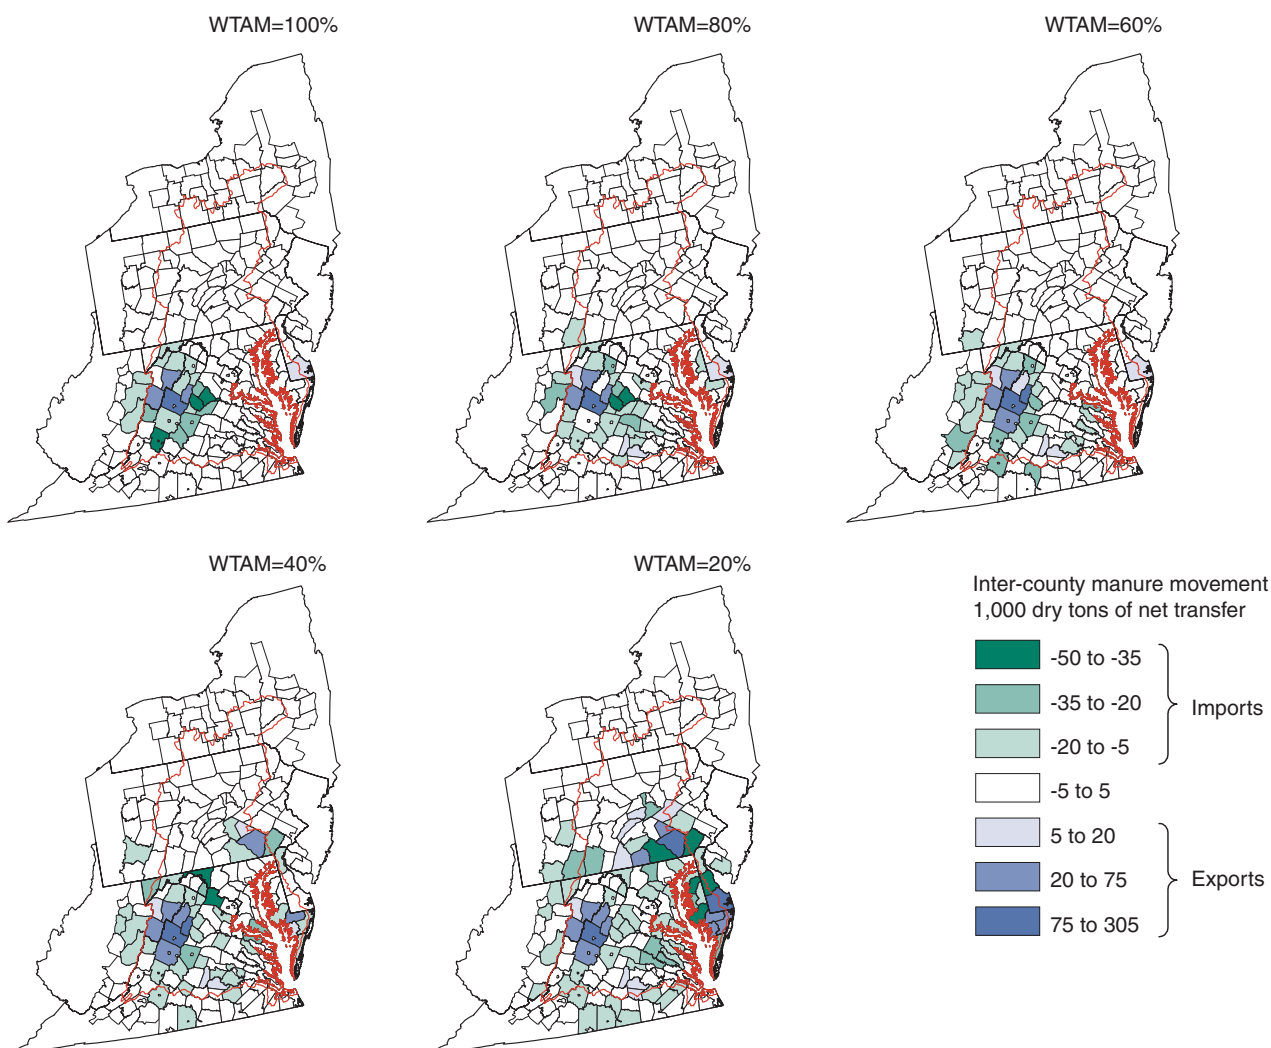 WTAM=100%
WTAM=80%
WTAM=60%
WTAM=40%
WTAM=20%
Inter-county manure movement
1,000 dry tons of net transfer
-50 to -35
-35 to -20
Imports
-20 to -5
-5 to 5
5 to 20
20 to 75
Exports
75 to 305